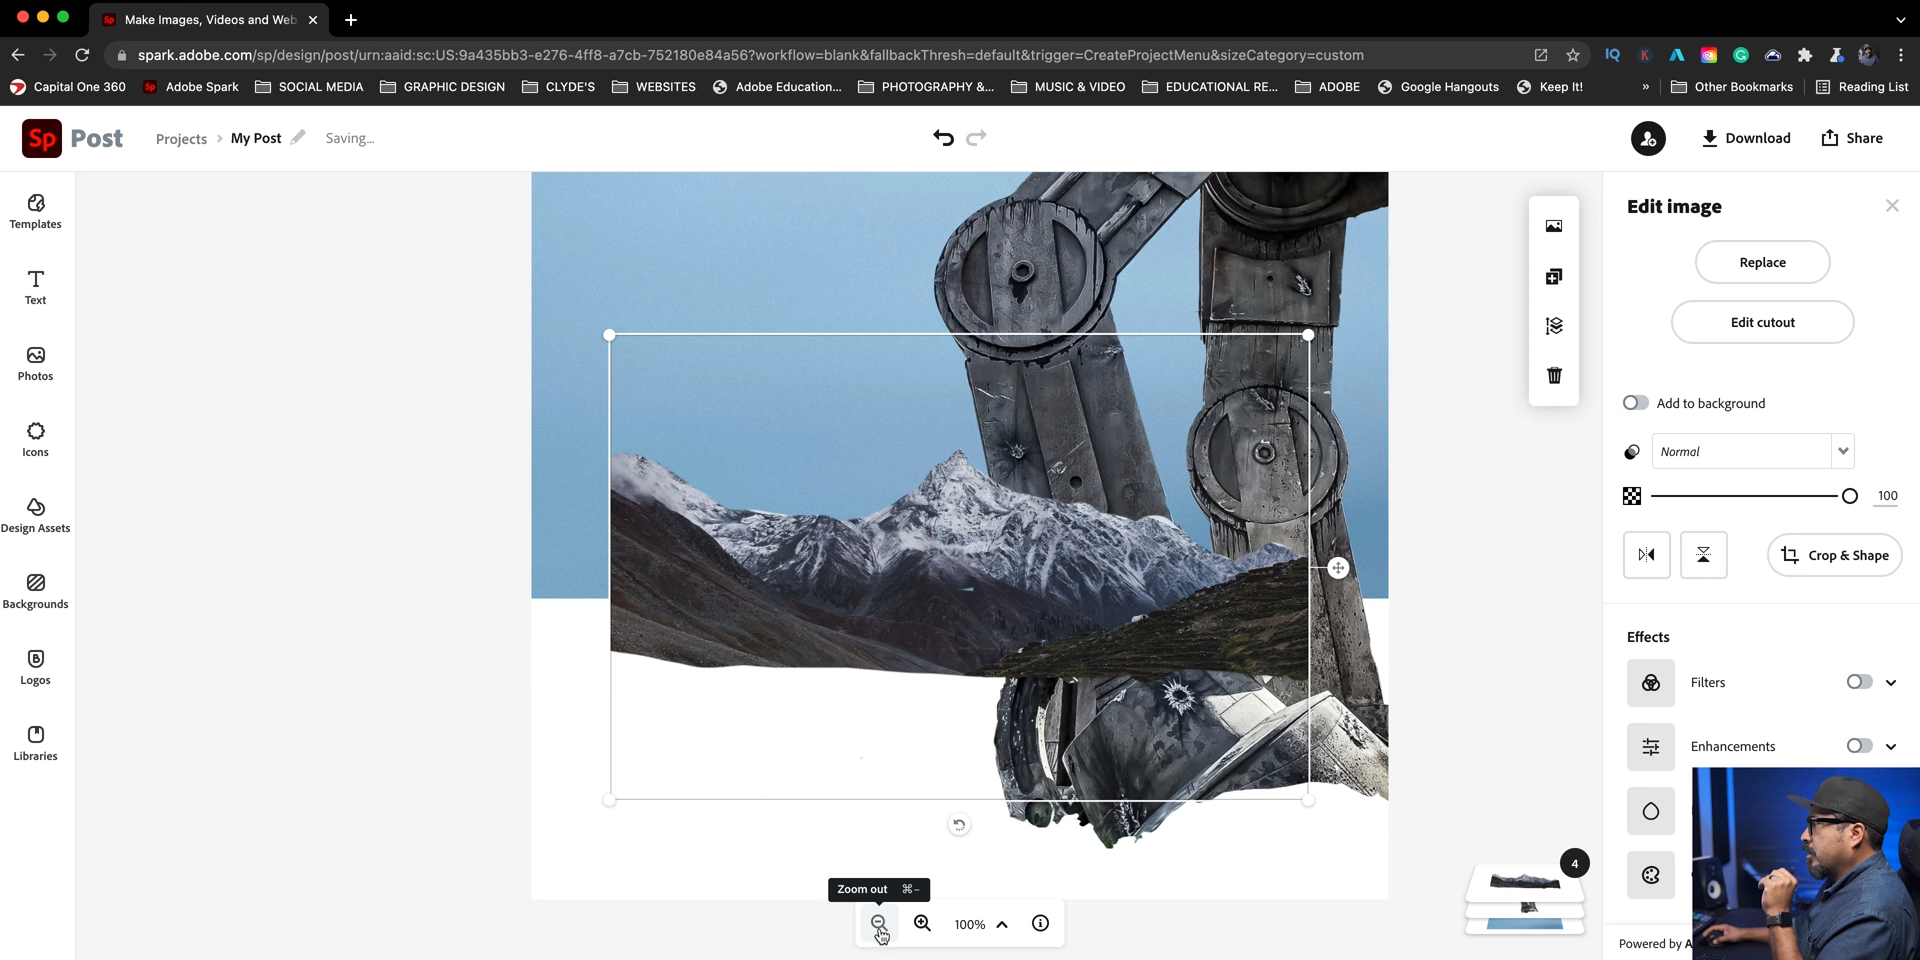 Sp Make Images, Videos and Web
spark.adobe.com/sp/design/post/urn:aaid:sc:US:9a435bb3-e276-4ff8-a7cb-752180e84a56?workflow=blank&fallbackThresh=default&trigger=CreateProjectMenu&sizeCategory=custom
IQ K
Capital One 360 Sp Adobe Spark SOCIAL MEDIA GRAPHIC DESIGN CLYDE'S WEBSITES Adobe Education... PHOTOGRAPHY &... MUSIC & VIDEO EDUCATIONAL RE... ADOBE Google Hangouts Keep It! » Other Bookmarks Reading List
Sp Post Projects > My Post Saving... Download Share
Templates
Text
Photos
Icons
Design Assets
Backgrounds
B
Logos
Libraries
Edit image
Replace
Edit cutout
Add to background
Normal
100
Crop & Shape
Effects
Filters
Enhancements
4
Zoom out ⌘–
100%
Powered by A